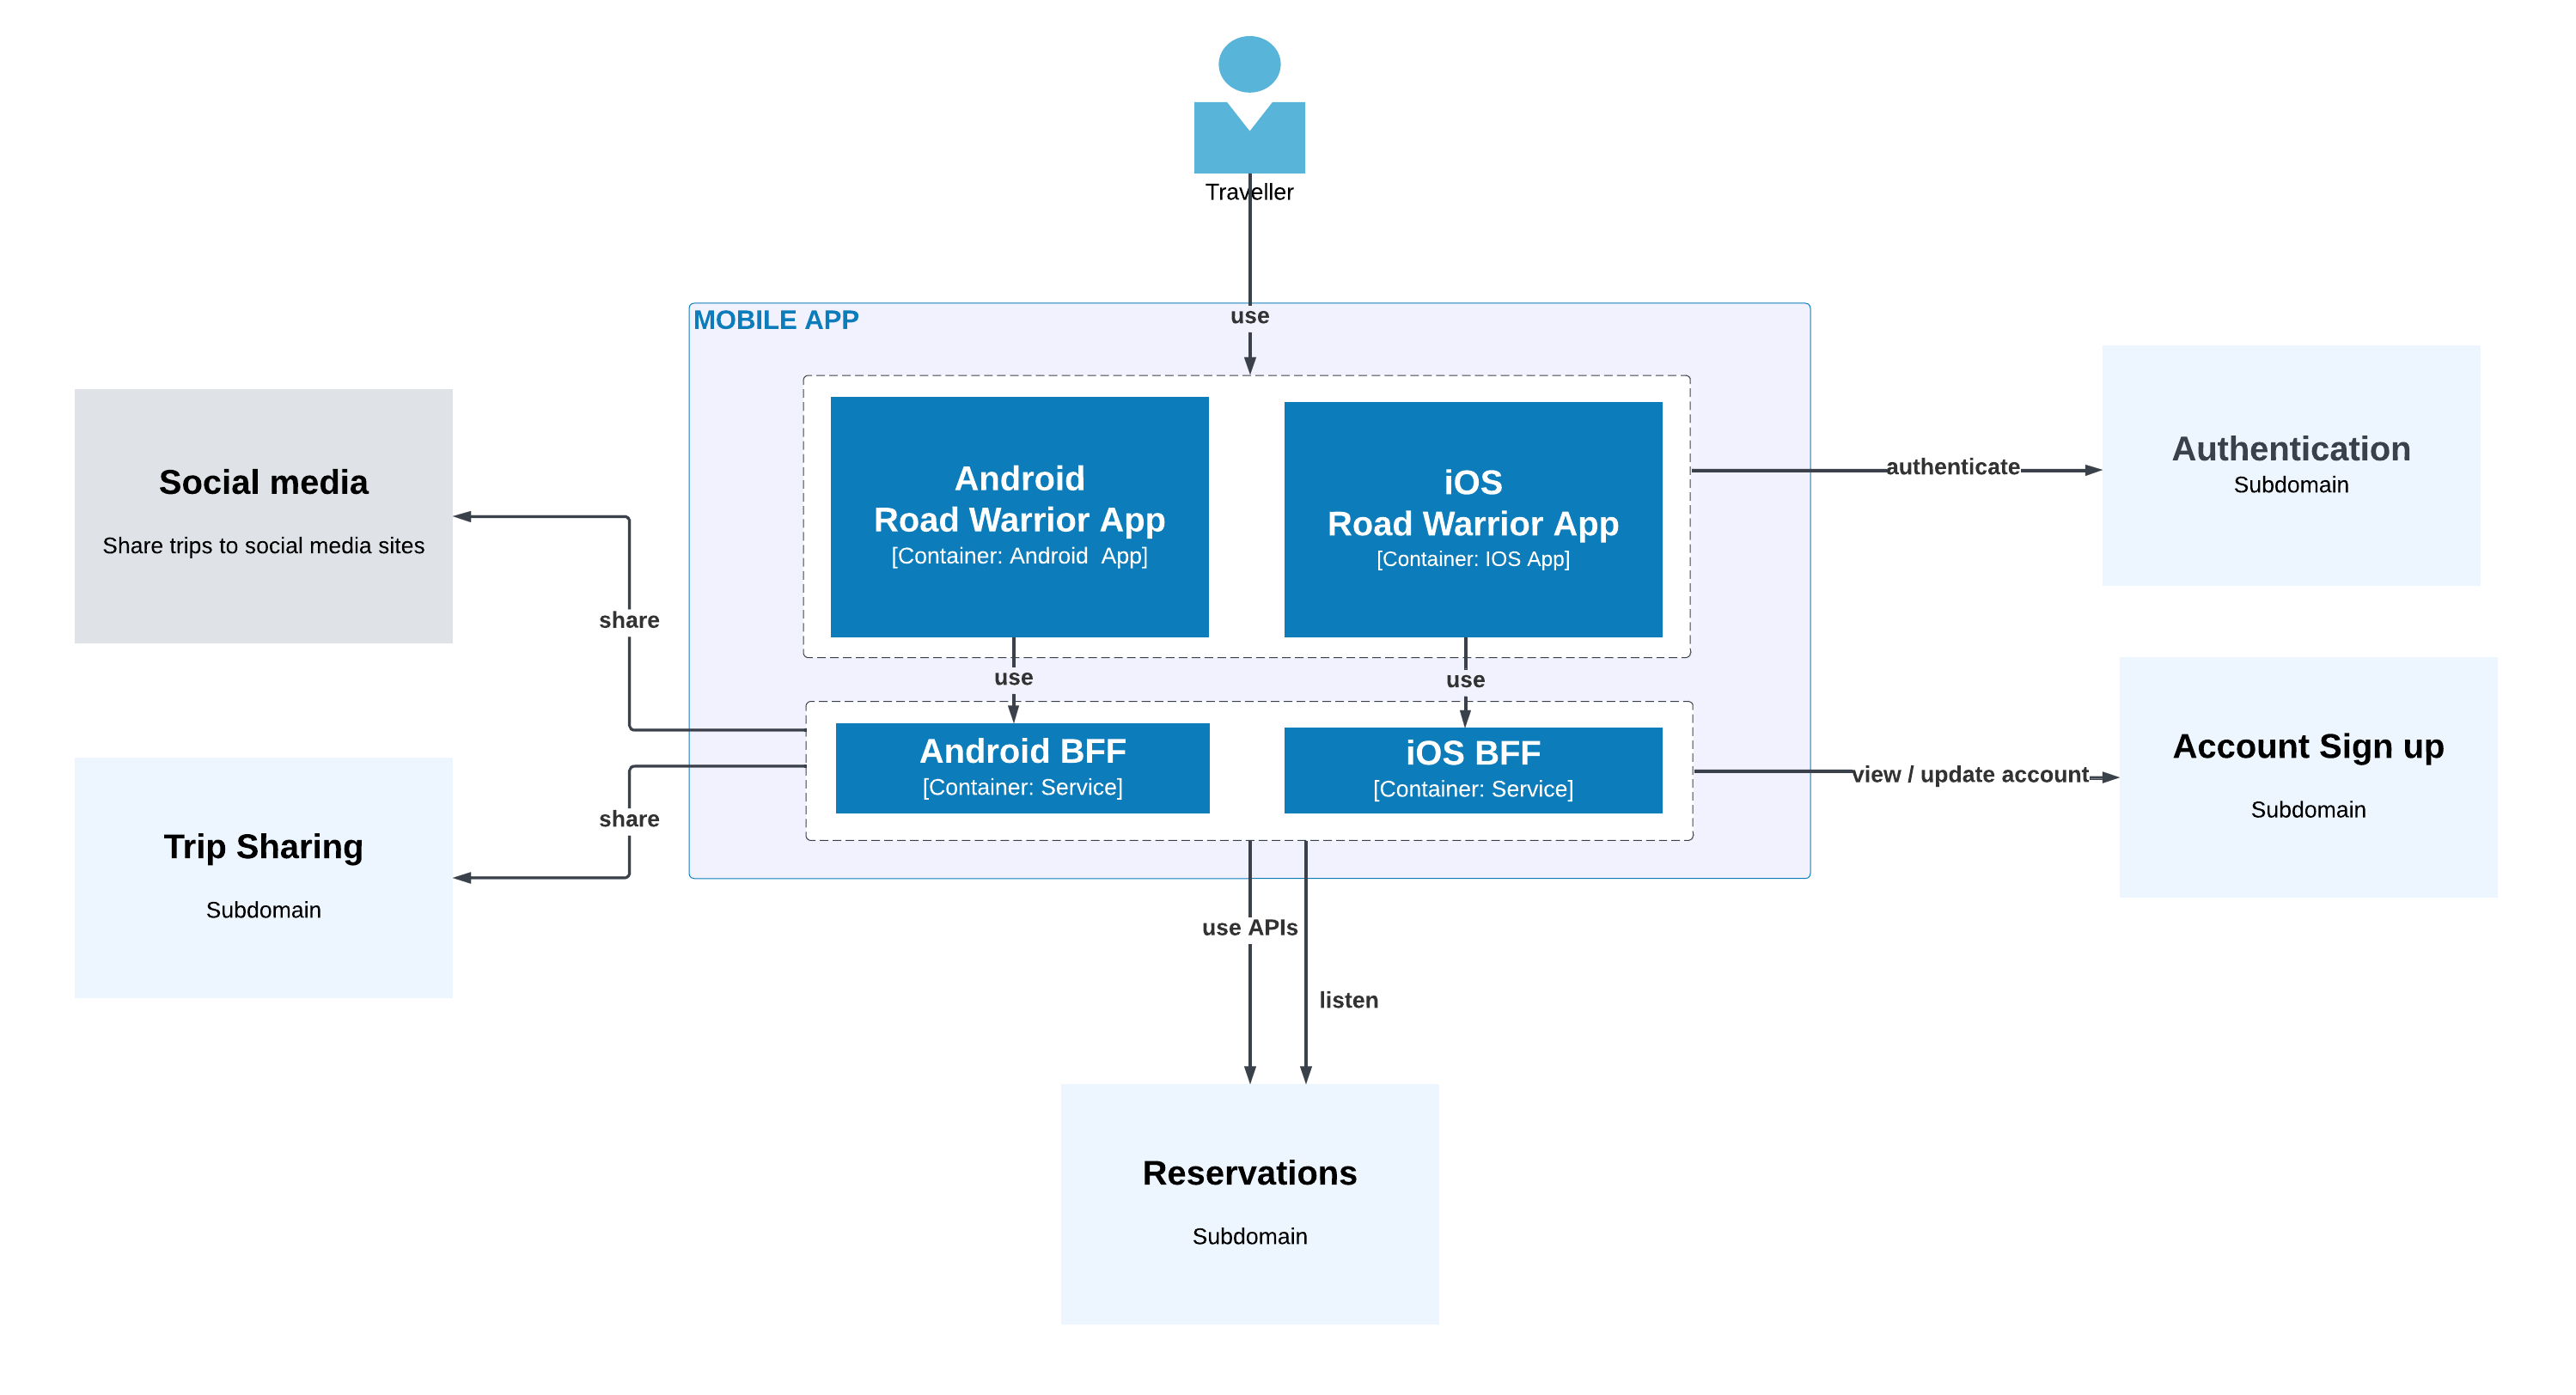 Traveller
use
MOBILE APP
Social media
Share trips to social media sites
Android
Road Warrior App
[Container: Android  App]
iOS
Road Warrior App
[Container: IOS App]
authenticate
Authentication
Subdomain
share
use
use
Android BFF
[Container: Service]
iOS BFF
[Container: Service]
view / update account
Account Sign up
Subdomain
share
Trip Sharing
Subdomain
use APIs
listen
Reservations
Subdomain